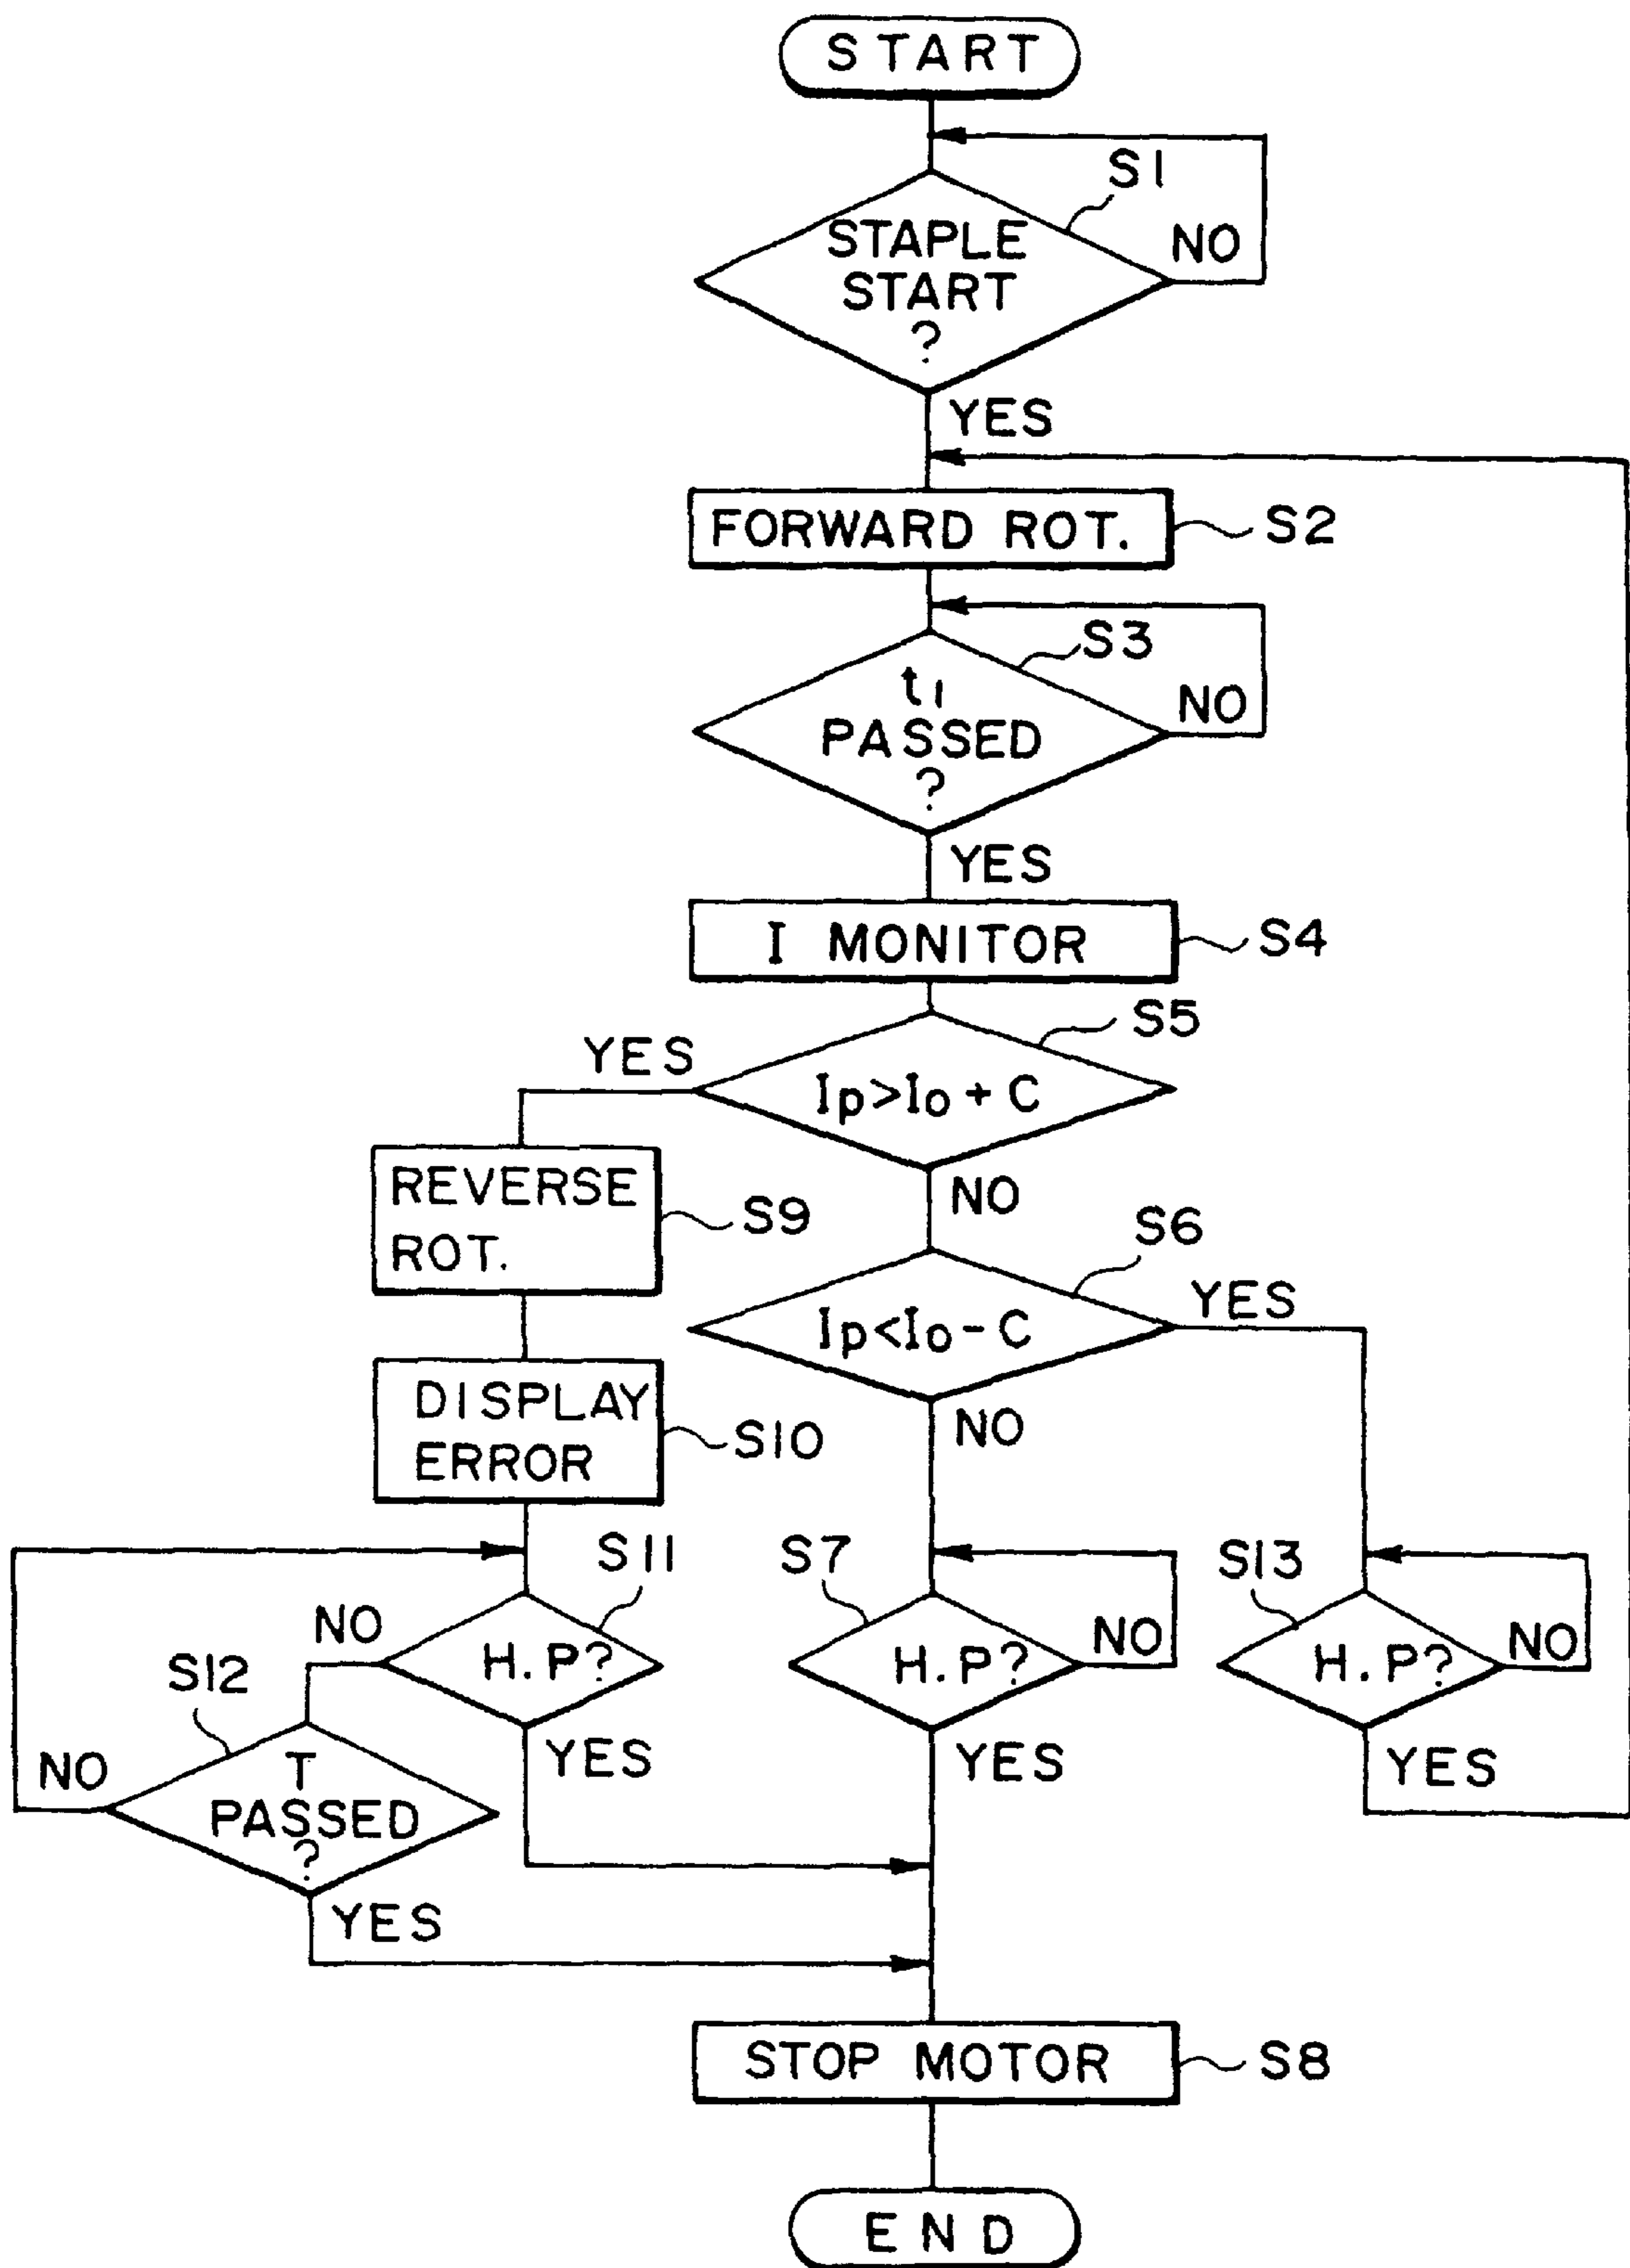 START
S1
STAPLE
START
?
NO
YES
FORWARD ROT.
S2
S3
t1
PASSED
?
NO
YES
I MONITOR
S4
S5
YES
Ip>Io + C
NO
REVERSE
ROT.
S9
S6
Ip<Io - C
YES
NO
DISPLAY
ERROR
S10
S11
NO
H.P?
YES
S7
H.P?
NO
YES
S13
H.P?
NO
YES
S12
T
PASSED
?
NO
YES
STOP MOTOR
S8
END